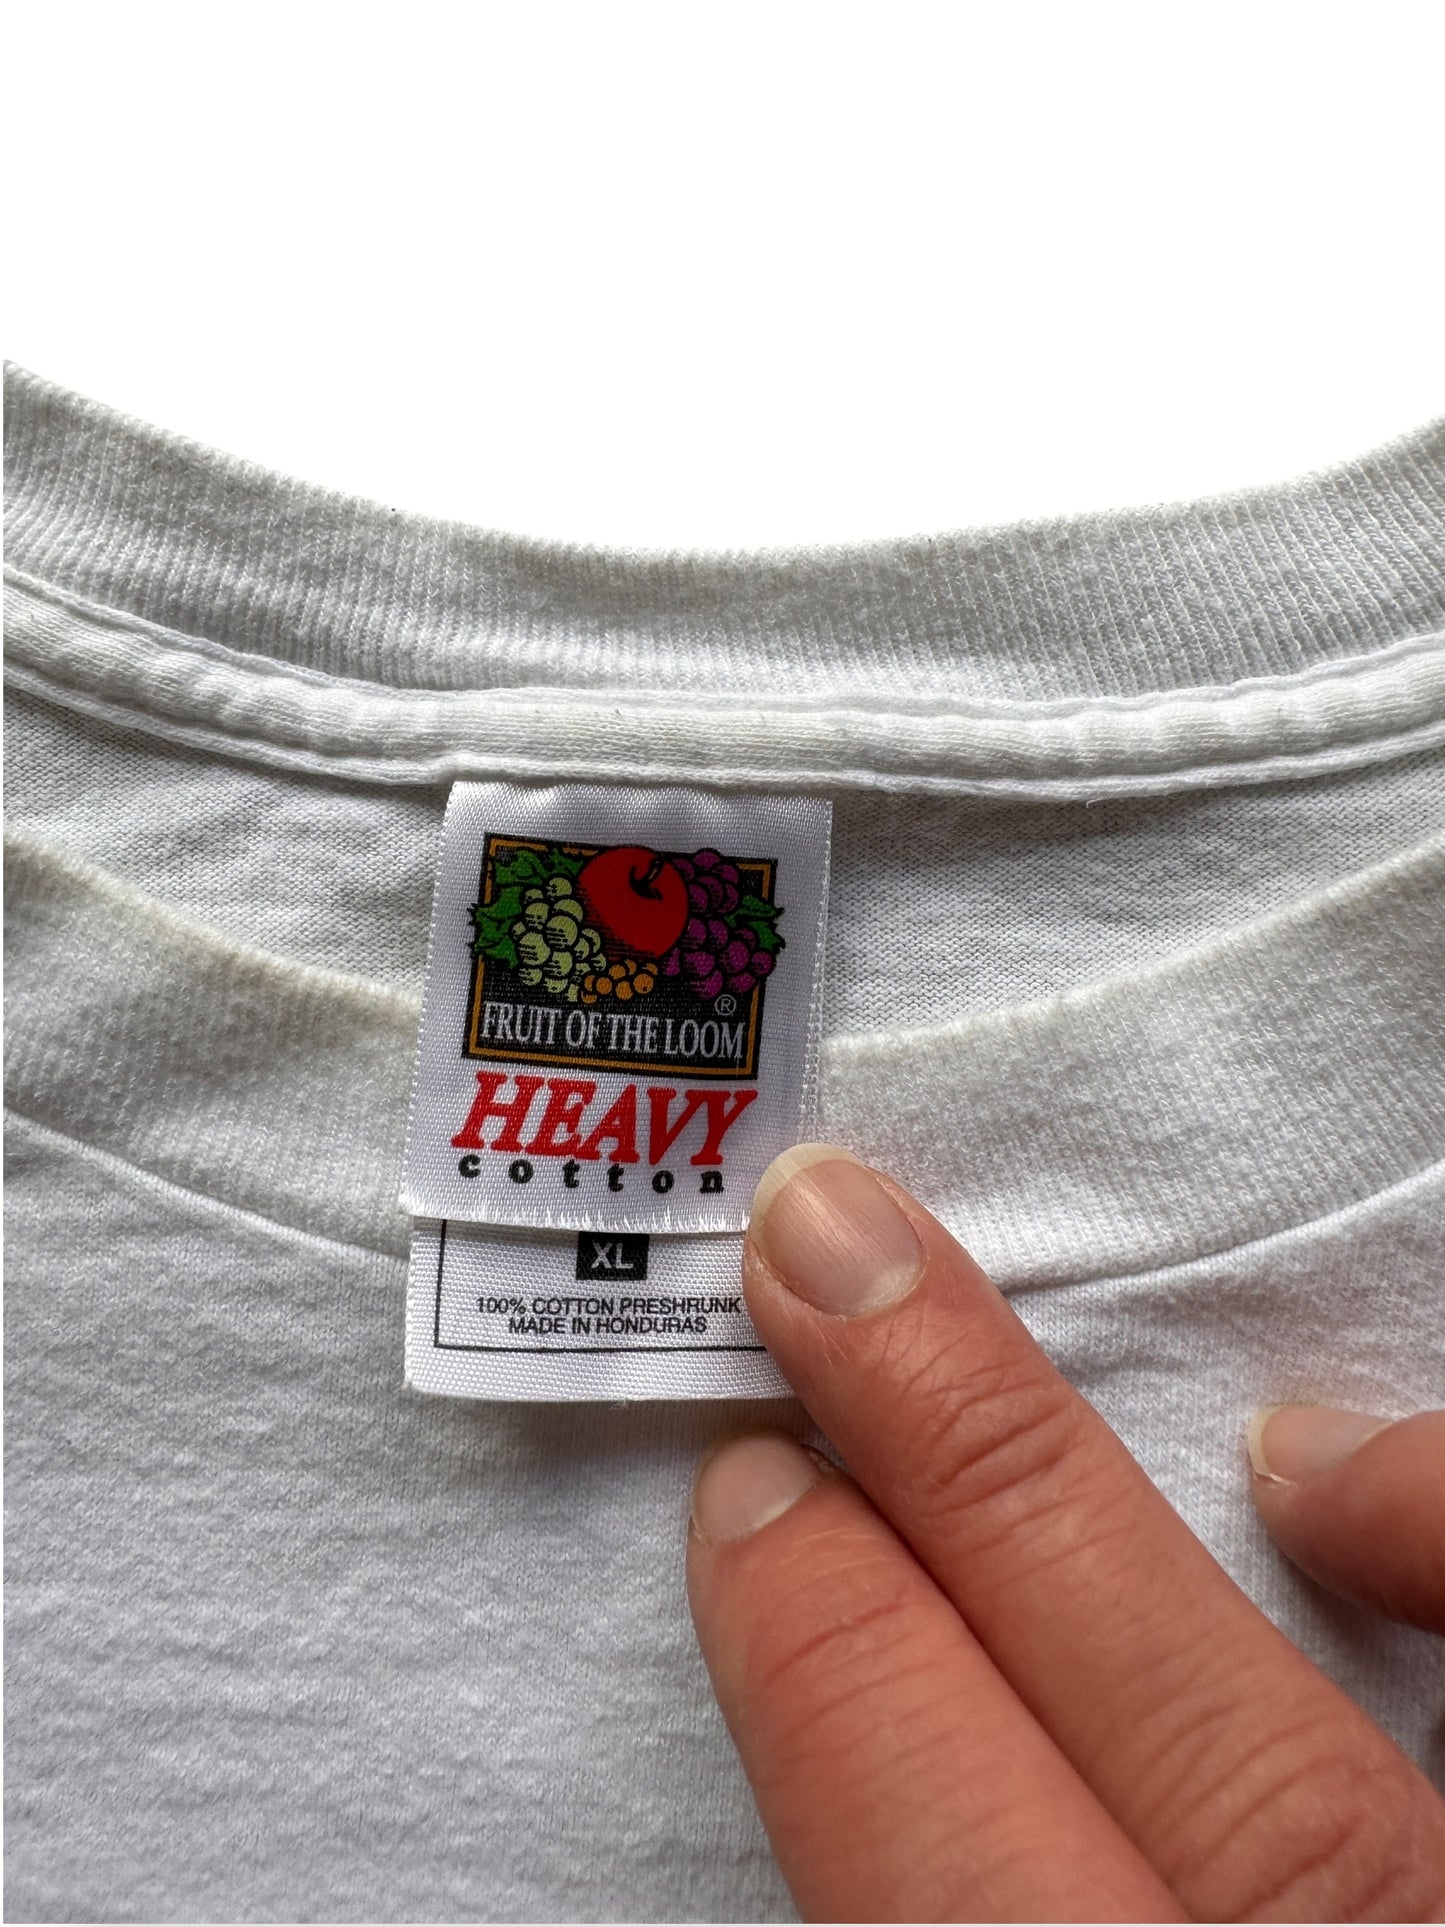 ®
FRUIT OF THE LOOM
HEAVY
cotton
XL
100% COTTON PRESHRUNK
MADE IN HONDURAS